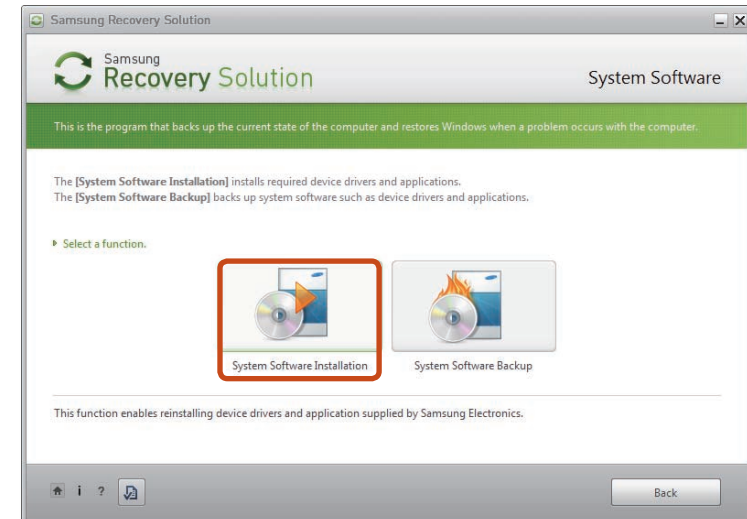 Samsung Recovery Solution
Samsung
Recovery Solution
System Software
This is the program that backs up the current state of the computer and restores Windows when a problem occurs with the computer.
The [System Software Installation] installs required device drivers and applications.
The [System Software Backup] backs up system software such as device drivers and applications.
Select a function.
System Software Installation
System Software Backup
This function enables reinstalling device drivers and application supplied by Samsung Electronics.
i ?
Back